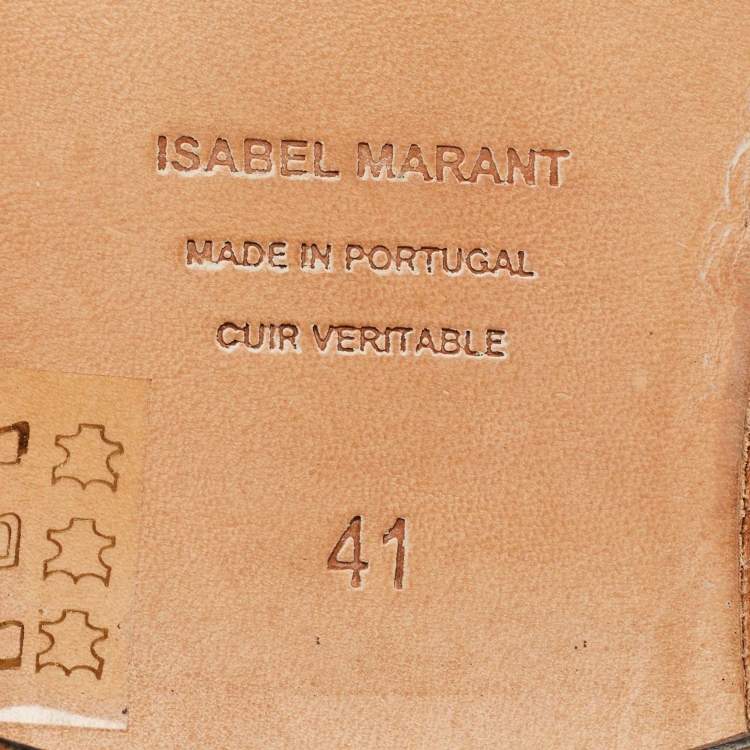 ISABEL MARANT
MADE IN PORTUGAL
CUIR VERITABLE
41